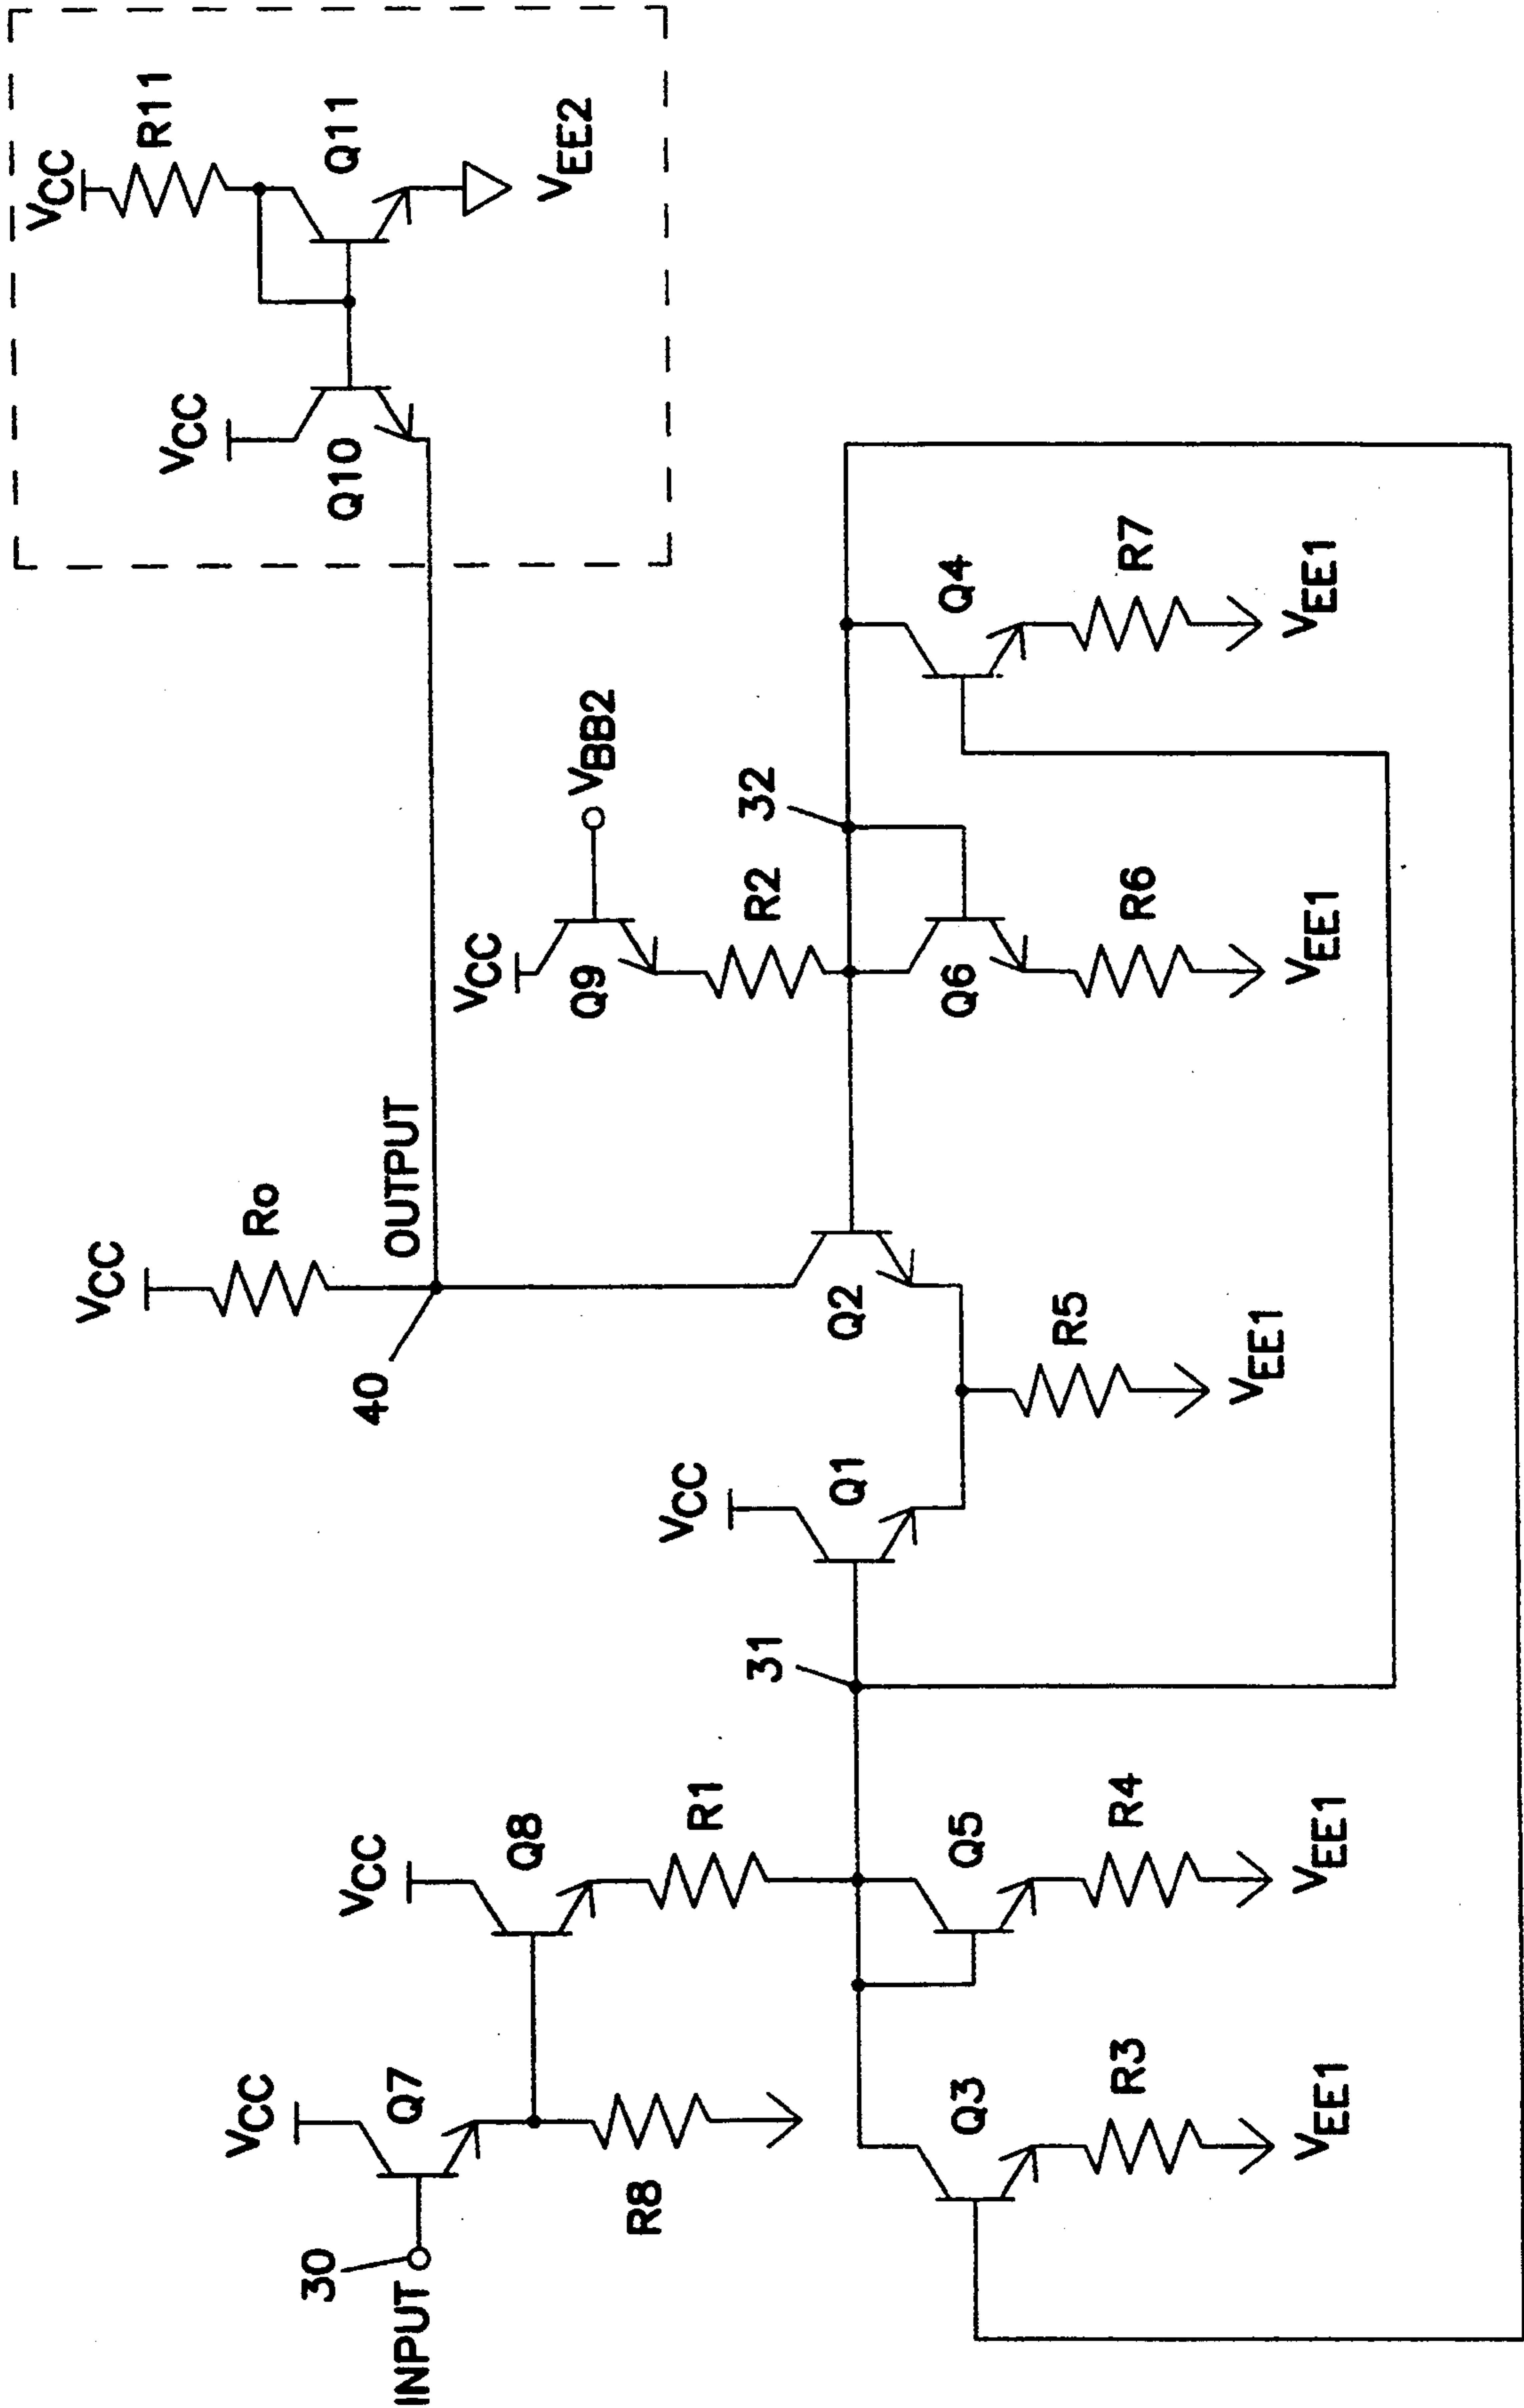 VCC
R11
Q11
VEE2
VCC
Q10
VCC
Ro
OUTPUT
40
VCC
Q9
VBB2
R2
32
Q4
R7
VEE1
Q6
R6
VEE1
Q2
R5
VEE1
VCC
Q1
31
VCC
Q8
R1
Q5
R4
VEE1
VCC
Q7
R8
30
INPUT
Q3
R3
VEE1